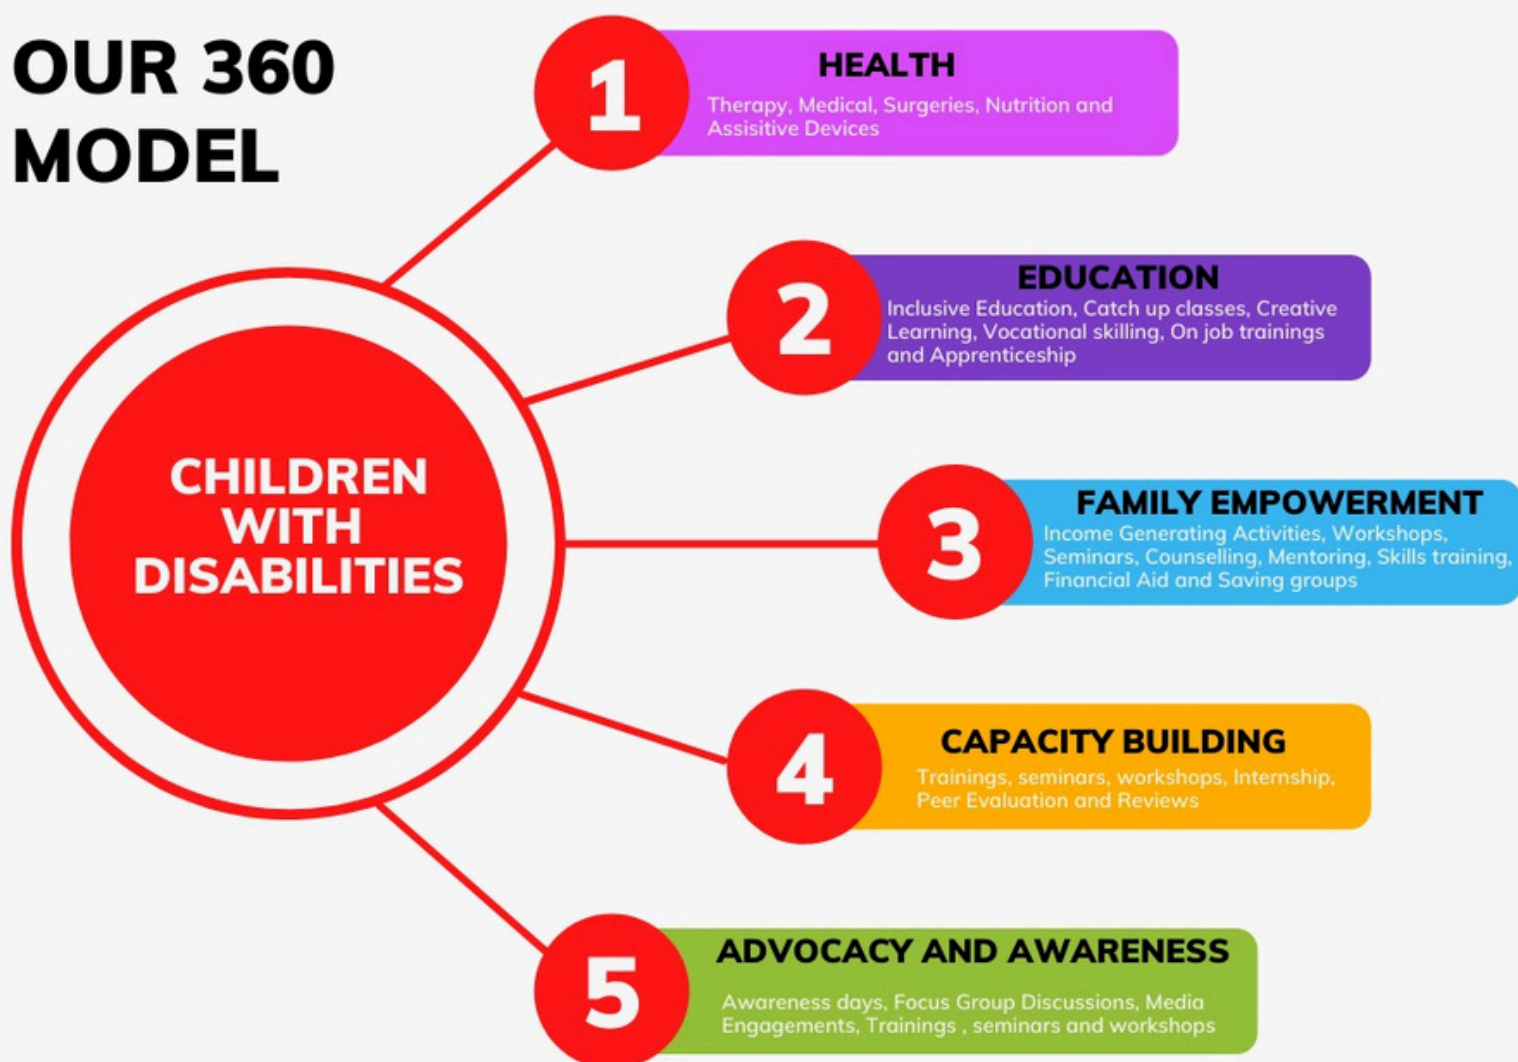 OUR 360
MODEL
1
HEALTH
Therapy, Medical, Surgeries, Nutrition and
Assisitive Devices
2
EDUCATION
Inclusive Education, Catch up classes, Creative
Learning, Vocational skilling, On job trainings
and Apprenticeship
CHILDREN
WITH
DISABILITIES
3
FAMILY EMPOWERMENT
Income Generating Activities, Workshops,
Seminars, Counselling, Mentoring, Skills training,
Financial Aid and Saving groups
4
CAPACITY BUILDING
Trainings, seminars, workshops, Internship,
Peer Evaluation and Reviews
5
ADVOCACY AND AWARENESS
Awareness days, Focus Group Discussions, Media
Engagements, Trainings , seminars and workshops